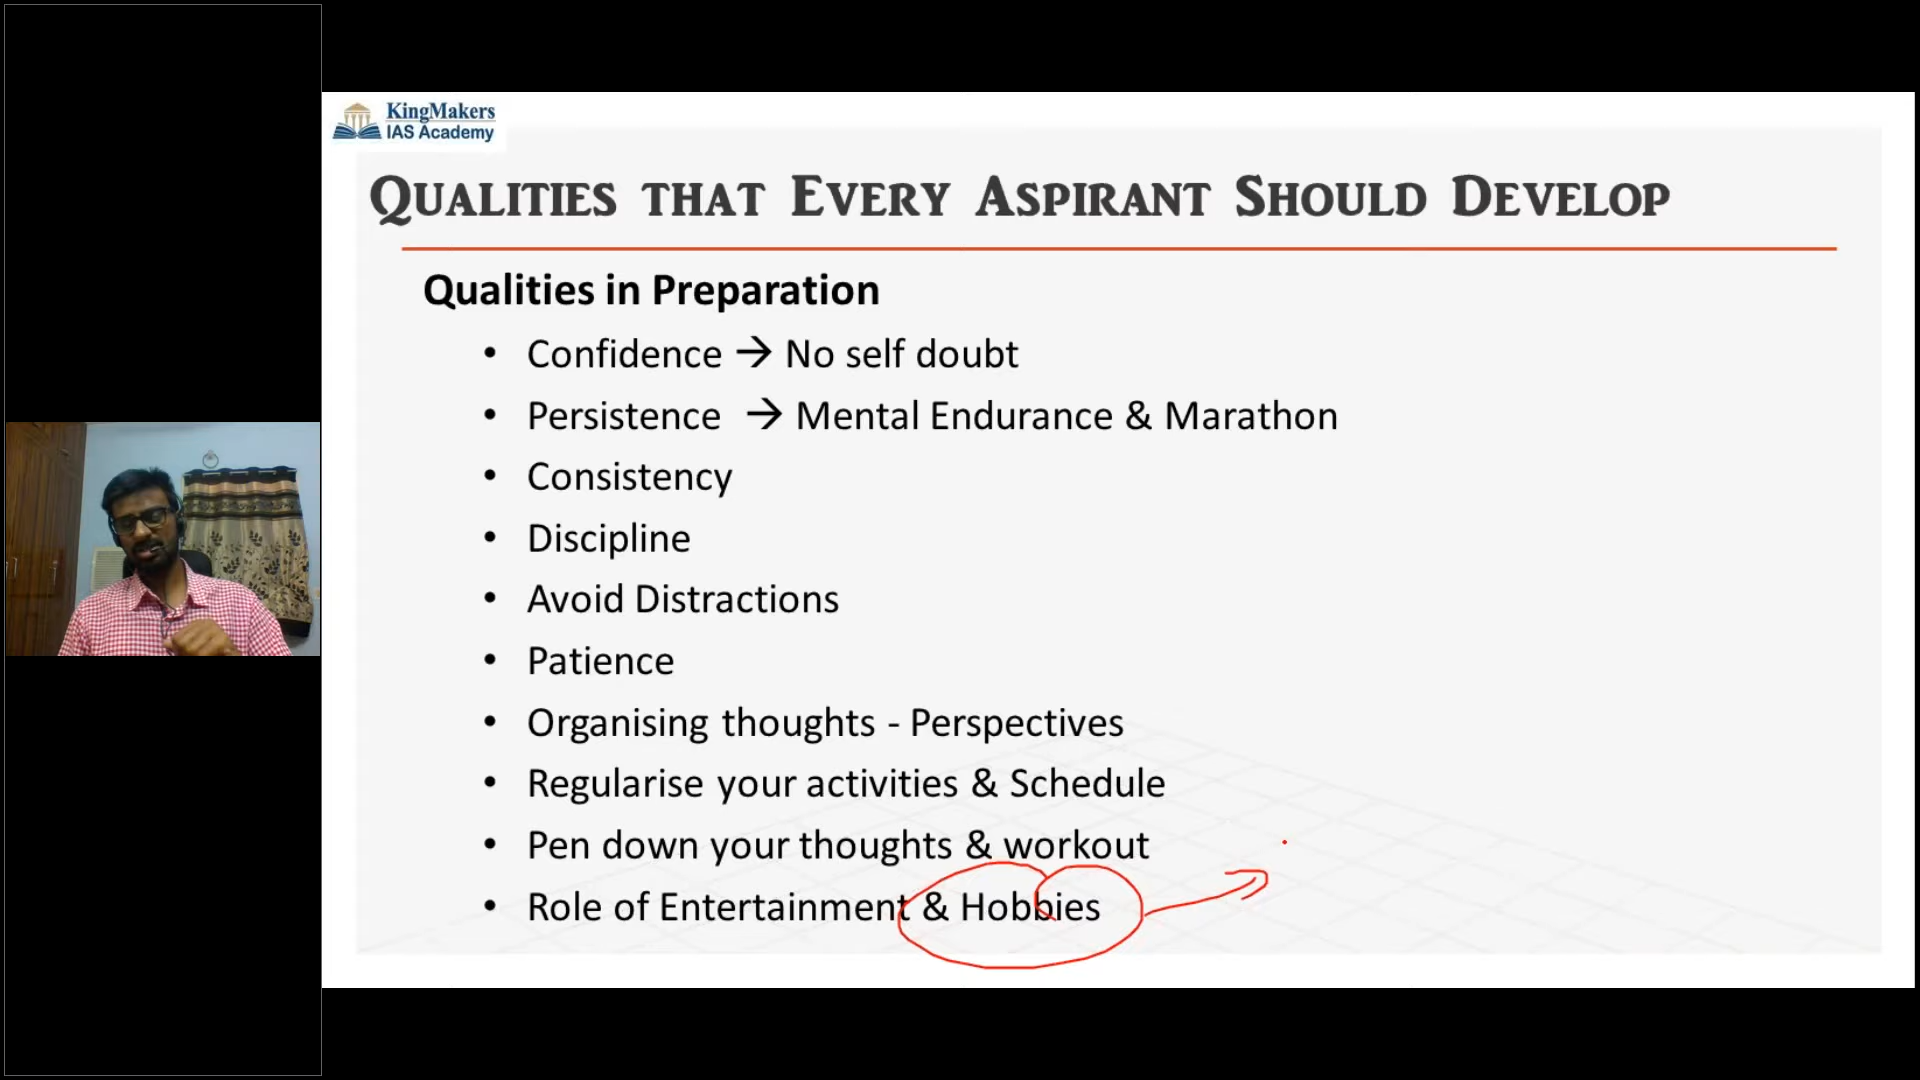 KingMakers
IAS Academy
Qualities that Every Aspirant Should Develop
Qualities in Preparation
• Confidence → No self doubt
• Persistence → Mental Endurance & Marathon
• Consistency
• Discipline
• Avoid Distractions
• Patience
• Organising thoughts - Perspectives
• Regularise your activities & Schedule
• Pen down your thoughts & workout
• Role of Entertainment & Hobbies